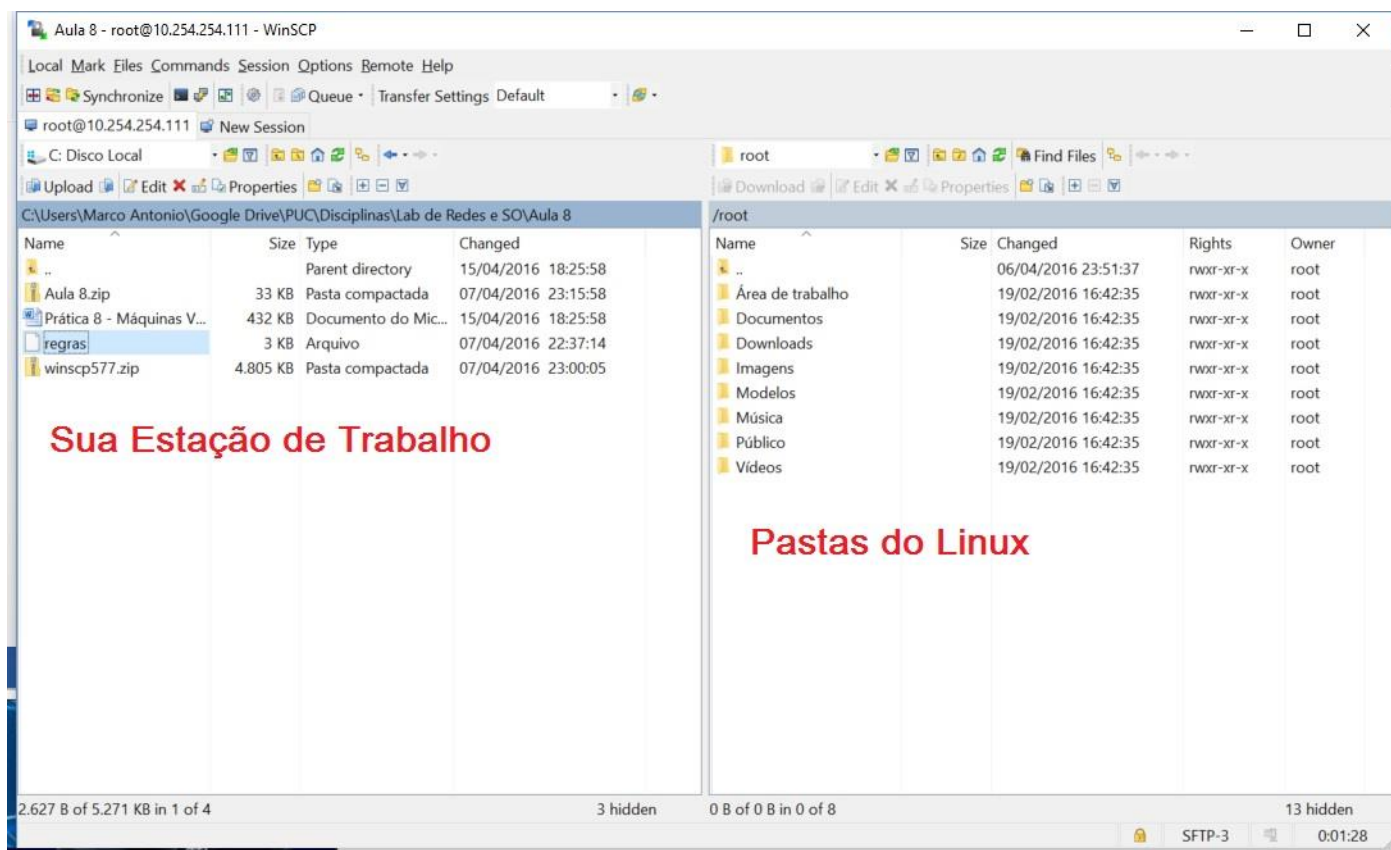 Aula 8 - root@10.254.254.111 - WinSCP
Local Mark Files Commands Session Options Remote Help
Synchronize Queue Transfer Settings Default
root@10.254.254.111 New Session
C: Disco Local
Upload Edit Properties
C:\Users\Marco Antonio\Google Drive\PUC\Disciplinas\Lab de Redes e SO\Aula 8
Name Size Type Changed
.. Parent directory 15/04/2016 18:25:58
Aula 8.zip 33 KB Pasta compactada 07/04/2016 23:15:58
Prática 8 - Máquinas V... 432 KB Documento do Mic... 15/04/2016 18:25:58
regras 3 KB Arquivo 07/04/2016 22:37:14
winscp577.zip 4.805 KB Pasta compactada 07/04/2016 23:00:05
Sua Estação de Trabalho
2.627 B of 5.271 KB in 1 of 4 3 hidden
root Find Files
Download Edit Properties
/root
Name Size Changed Rights Owner
.. 06/04/2016 23:51:37 rwxr-xr-x root
Área de trabalho 19/02/2016 16:42:35 rwxr-xr-x root
Documentos 19/02/2016 16:42:35 rwxr-xr-x root
Downloads 19/02/2016 16:42:35 rwxr-xr-x root
Imagens 19/02/2016 16:42:35 rwxr-xr-x root
Modelos 19/02/2016 16:42:35 rwxr-xr-x root
Música 19/02/2016 16:42:35 rwxr-xr-x root
Público 19/02/2016 16:42:35 rwxr-xr-x root
Vídeos 19/02/2016 16:42:35 rwxr-xr-x root
Pastas do Linux
0 B of 0 B in 0 of 8 13 hidden
SFTP-3 0:01:28